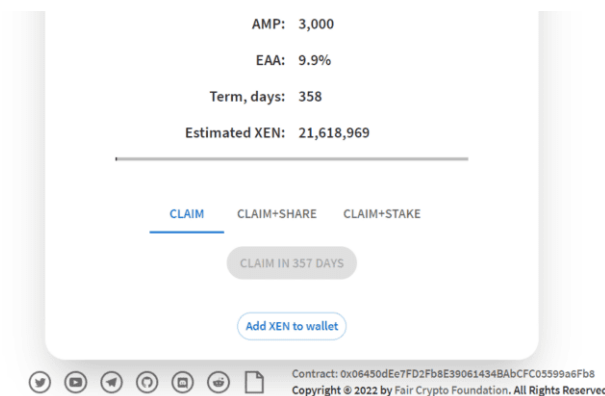 AMP: 3,000
EAA: 9.9%
Term, days: 358
Estimated XEN: 21,618,969
CLAIM CLAIM+SHARE CLAIM+STAKE
CLAIM IN 357 DAYS
Add XEN to wallet
Contract: 0x06450dEe7FD2Fb8E39061434BAbCFC05599a6Fb8
Copyright © 2022 by Fair Crypto Foundation. All Rights Reserved